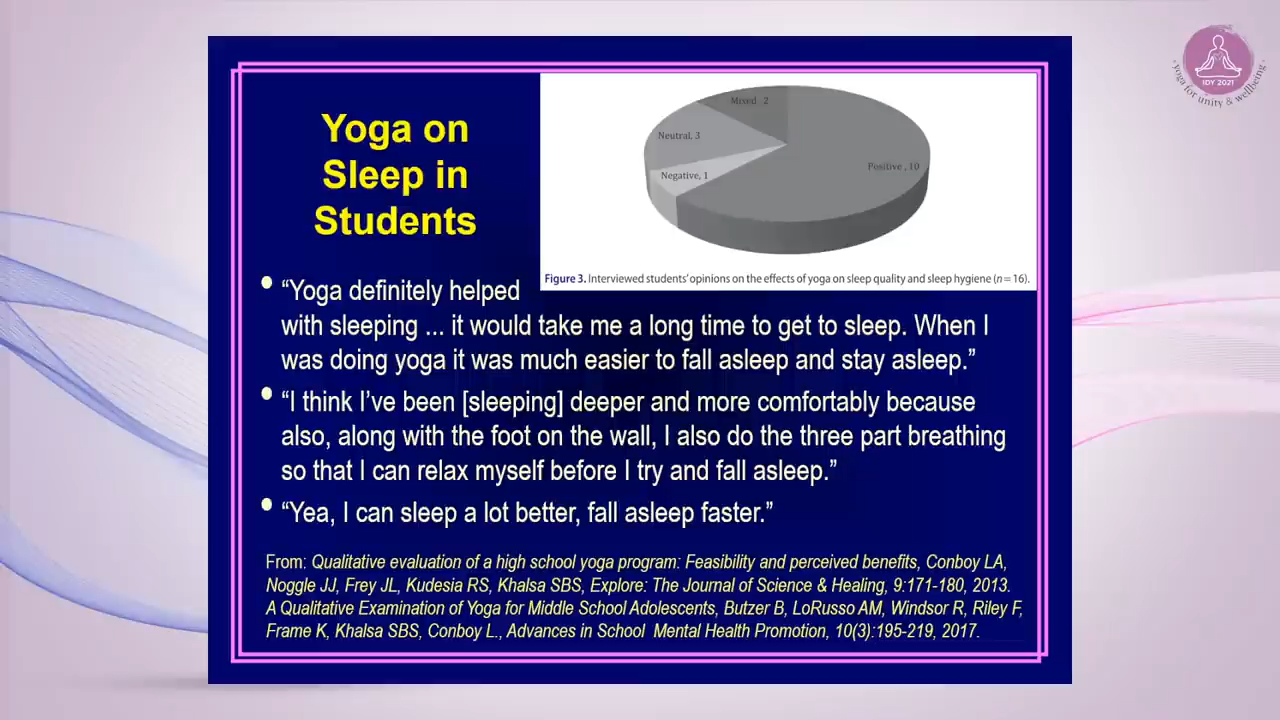 Yoga on
Sleep in
Students
Mixed 2
Neutral, 3
Negative, 1
Positive , 10
Figure 3. Interviewed students' opinions on the effects of yoga on sleep quality and sleep hygiene (n=16).
• “Yoga definitely helped
with sleeping ... it would take me a long time to get to sleep. When I
was doing yoga it was much easier to fall asleep and stay asleep.”
• “I think I’ve been [sleeping] deeper and more comfortably because
also, along with the foot on the wall, I also do the three part breathing
so that I can relax myself before I try and fall asleep.”
• “Yea, I can sleep a lot better, fall asleep faster.”
From: Qualitative evaluation of a high school yoga program: Feasibility and perceived benefits, Conboy LA,
Noggle JJ, Frey JL, Kudesia RS, Khalsa SBS, Explore: The Journal of Science & Healing, 9:171-180, 2013.
A Qualitative Examination of Yoga for Middle School Adolescents, Butzer B, LoRusso AM, Windsor R, Riley F,
Frame K, Khalsa SBS, Conboy L., Advances in School Mental Health Promotion, 10(3):195-219, 2017.
IDY 2021
· yoga for unity & wellbeing ·